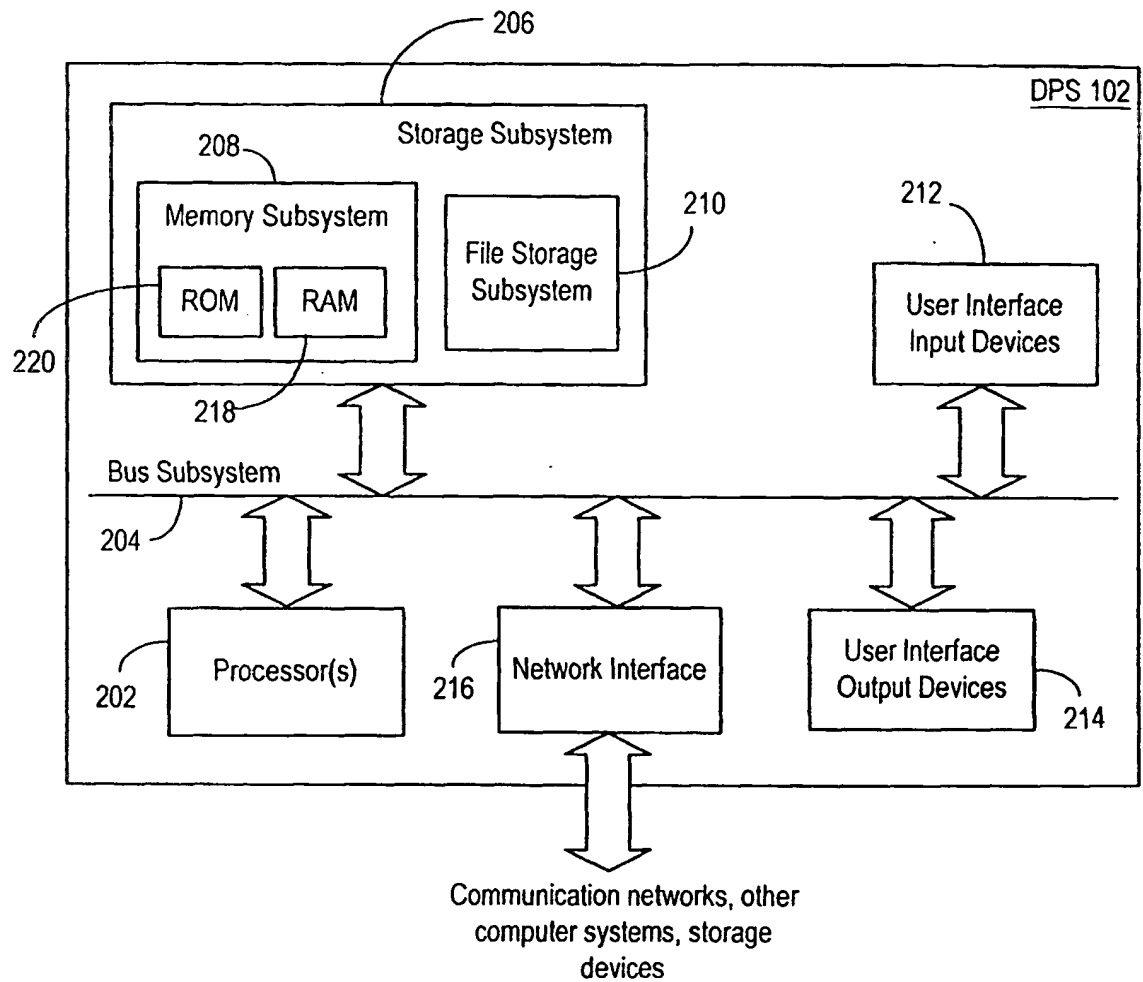 206
DPS 102
Storage Subsystem
208
Memory Subsystem
210
212
File Storage
Subsystem
ROM
RAM
User Interface
Input Devices
220
218
Bus Subsystem
204
Processor(s)
202
Network Interface
216
User Interface
Output Devices
214
Communication networks, other
computer systems, storage
devices